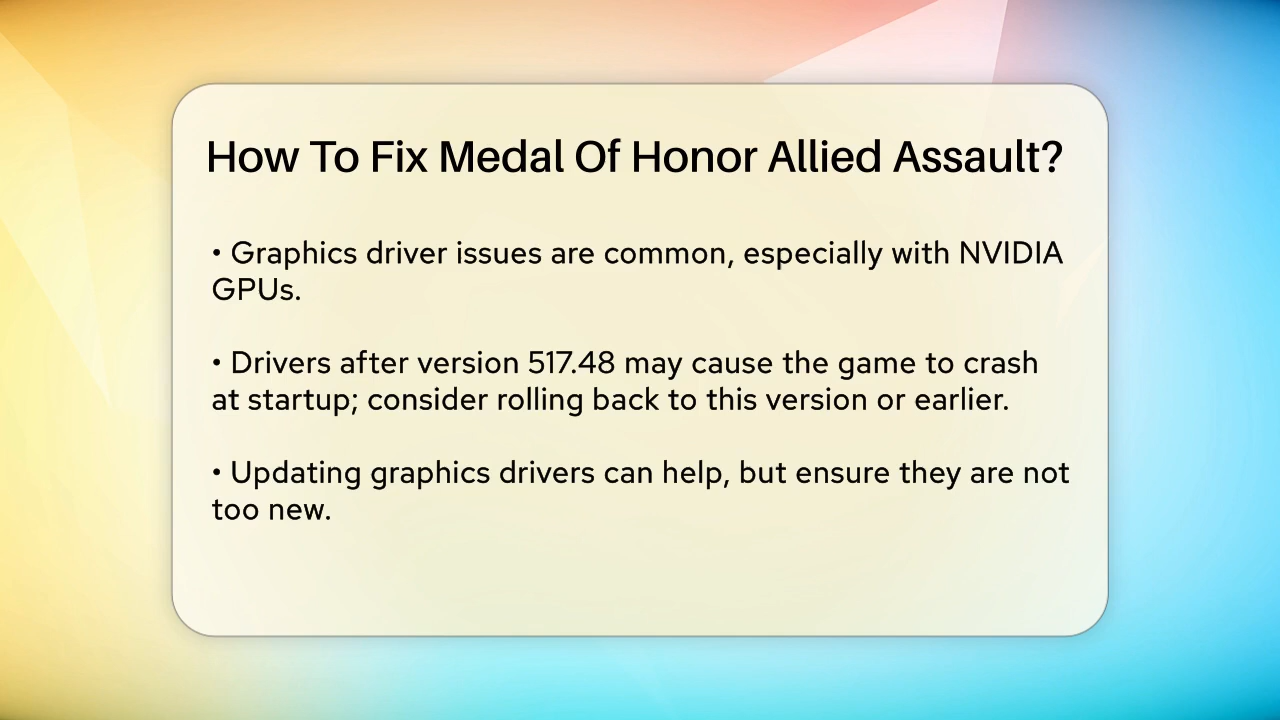 How To Fix Medal Of Honor Allied Assault?
• Graphics driver issues are common, especially with NVIDIA
GPUs.
• Drivers after version 517.48 may cause the game to crash
at startup; consider rolling back to this version or earlier.
• Updating graphics drivers can help, but ensure they are not
too new.